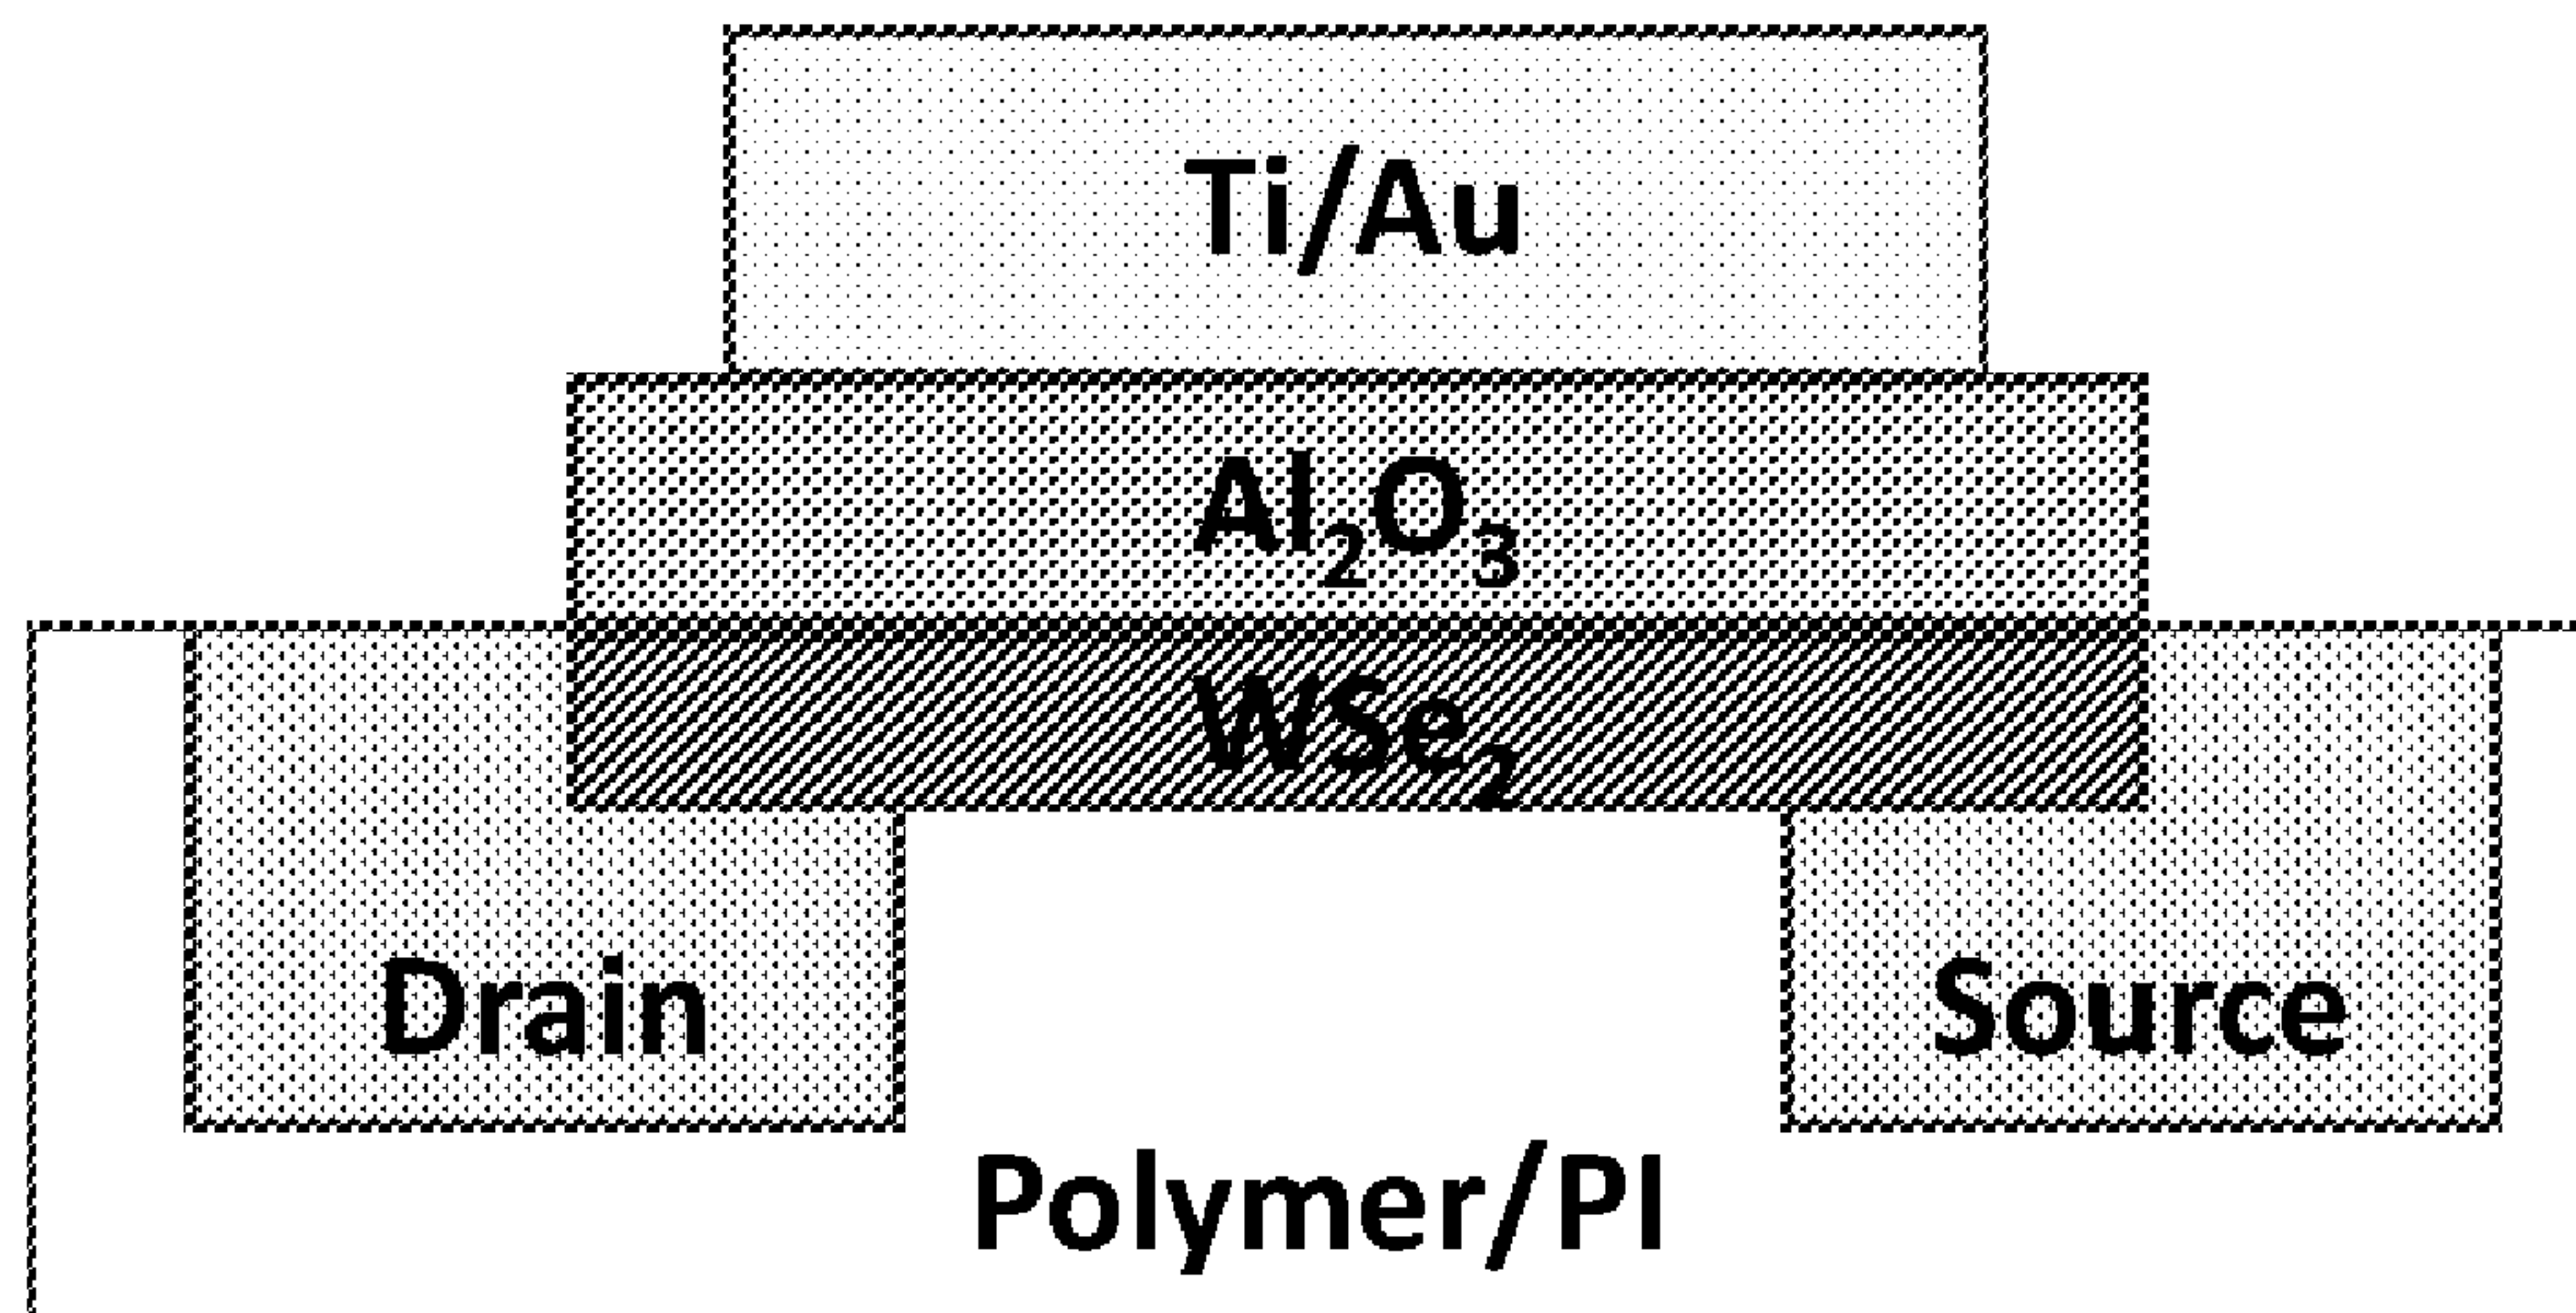 Ti/Au
Al₂O₃
WSe₂
Drain
Source
Polymer/PI